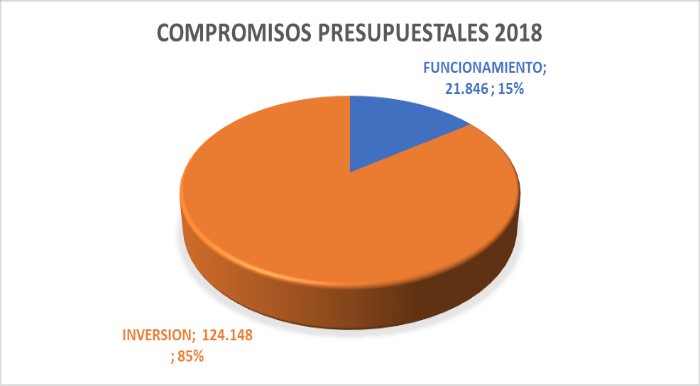 COMPROMISOS PRESUPUESTALES 2018
FUNCIONAMIENTO;
21.846 ; 15%
INVERSION; 124.148
; 85%